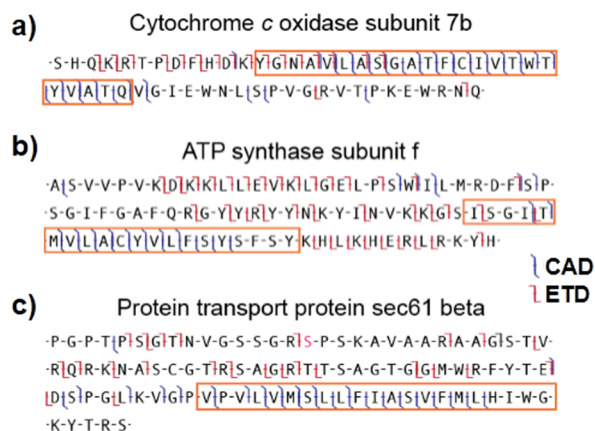 a) Cytochrome c oxidase subunit 7b
·S-H-Q-K-R-T-P-D-F-H-D-K-Y-G-N-A-V-L-A-S-G-A-T-F-C-I-V-T-W-T
Y-V-A-T-Q-V-G-I-E-W-N-L-S-P-V-G-R-V-T-P-K-E-W-R-N-Q·
b) ATP synthase subunit f
·A-S-V-V-P-V-K-D-K-K-L-L-E-V-K-L-G-E-L-P-S-W-I-L-M-R-D-F-S-P·
·S-G-I-F-G-A-F-Q-R-G-Y-Y-R-Y-Y-N-K-Y-I-N-V-K-K-G-S-I-S-G-I-T
M-V-L-A-C-Y-V-L-F-S-Y-S-F-S-Y-K-H-L-K-H-E-R-L-R-K-Y-H·
CAD
ETD
c) Protein transport protein sec61 beta
·P-G-P-T-P-S-G-T-N-V-G-S-S-G-R-S-P-S-K-A-V-A-A-R-A-A-G-S-T-V·
·R-Q-R-K-N-A-S-C-G-T-R-S-A-G-R-T-T-S-A-G-T-G-G-M-W-R-F-Y-T-E
D-S-P-G-L-K-V-G-P-V-P-V-L-V-M-S-L-L-F-I-A-S-V-F-M-L-H-I-W-G·
·K-Y-T-R-S·